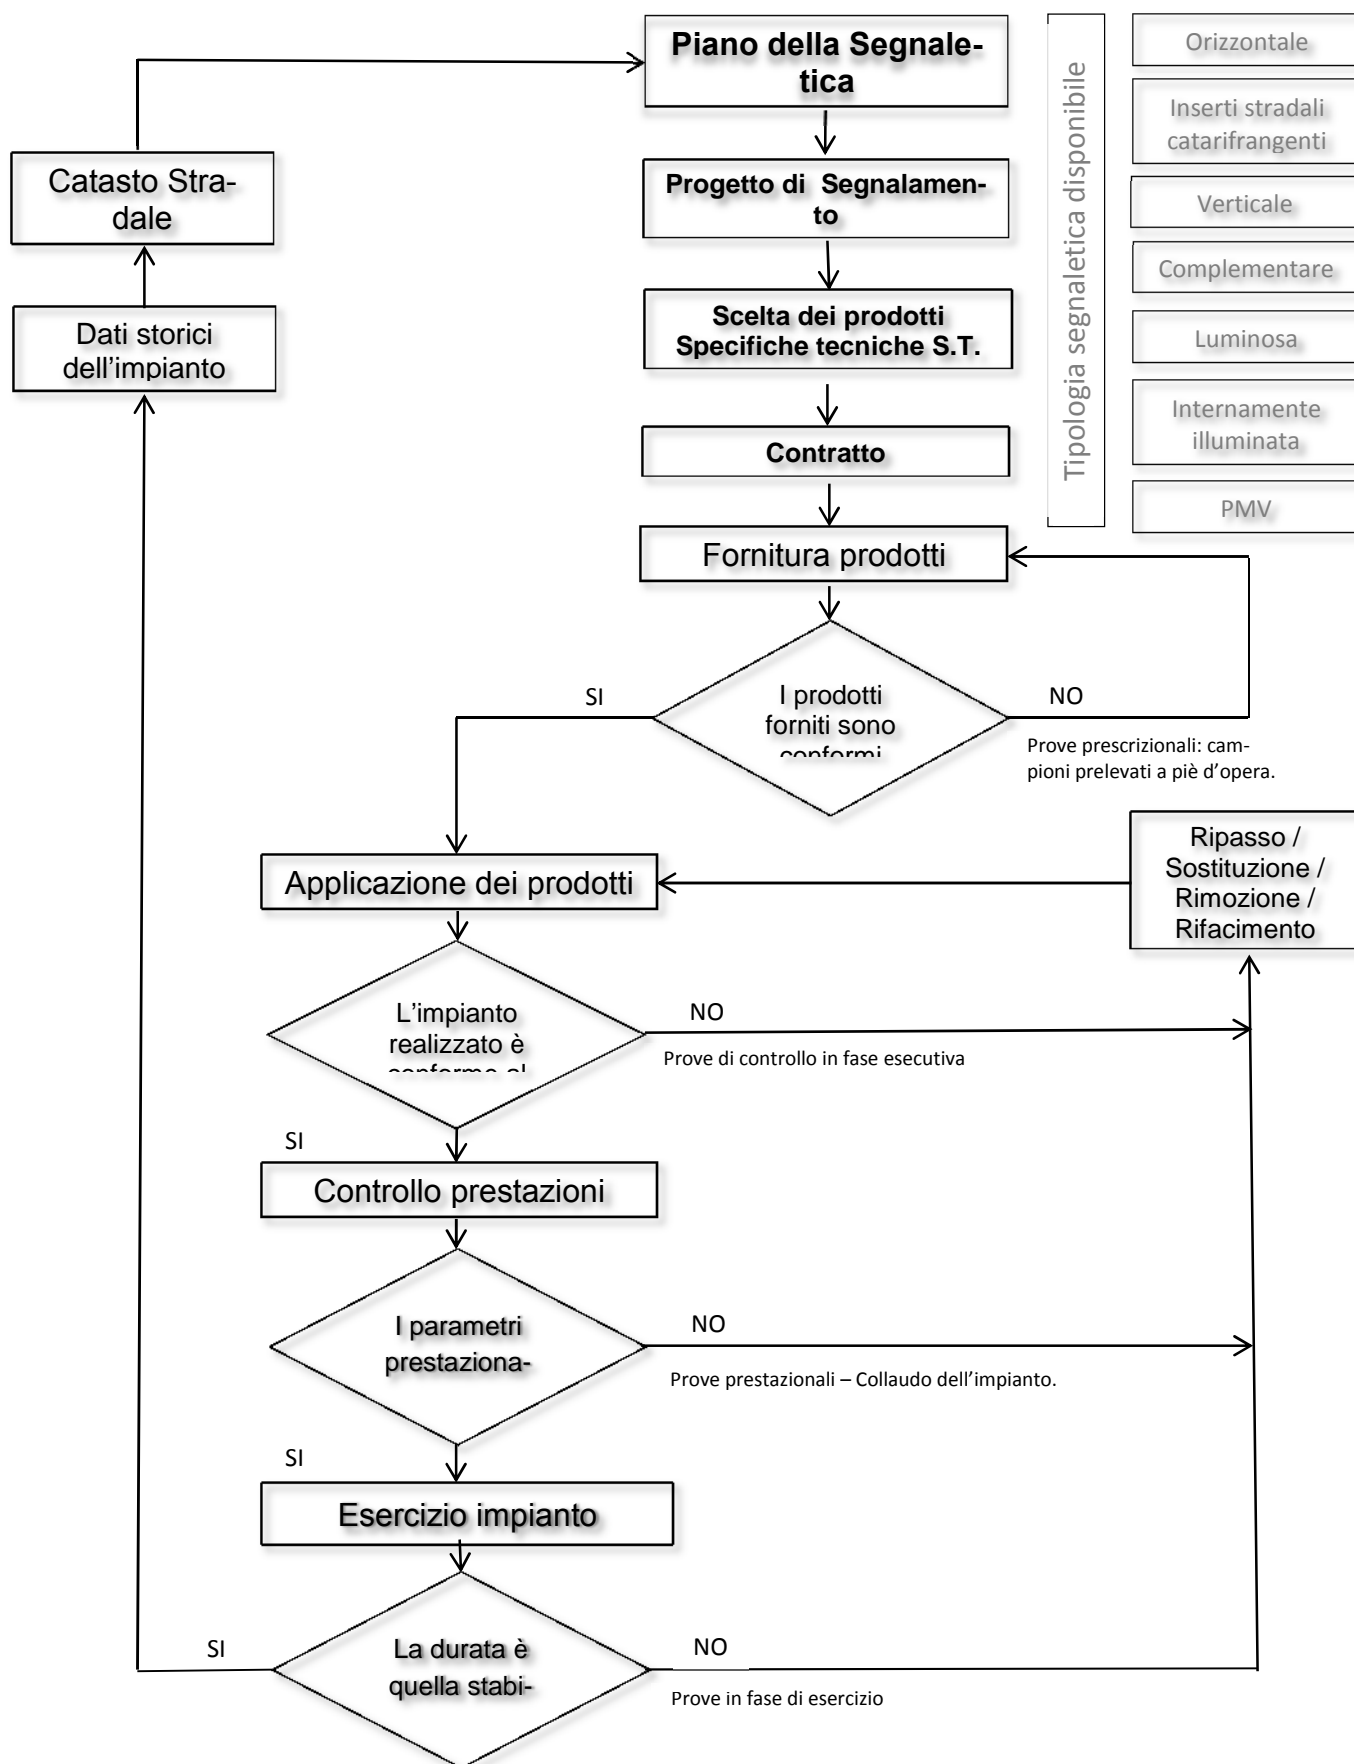 Piano della Segnale-
tica
Catasto Stra-
dale
Progetto di Segnalamen-
to
Dati storici
dell'impianto
Scelta dei prodotti
Specifiche tecniche S.T.
Contratto
Fornitura prodotti
Tipologia segnaletica disponibile
Orizzontale
Inserti stradali
catarifrangenti
Verticale
Complementare
Luminosa
Internamente
illuminata
PMV
SI
I prodotti
forniti sono
conformi
NO
Prove prescrizionali: cam-
pioni prelevati a piè d'opera.
Applicazione dei prodotti
Ripasso /
Sostituzione /
Rimozione /
Rifacimento
L'impianto
realizzato è
conforme al
NO
Prove di controllo in fase esecutiva
SI
Controllo prestazioni
I parametri
prestaziona-
NO
Prove prestazionali – Collaudo dell'impianto.
SI
Esercizio impianto
SI
La durata è
quella stabi-
NO
Prove in fase di esercizio